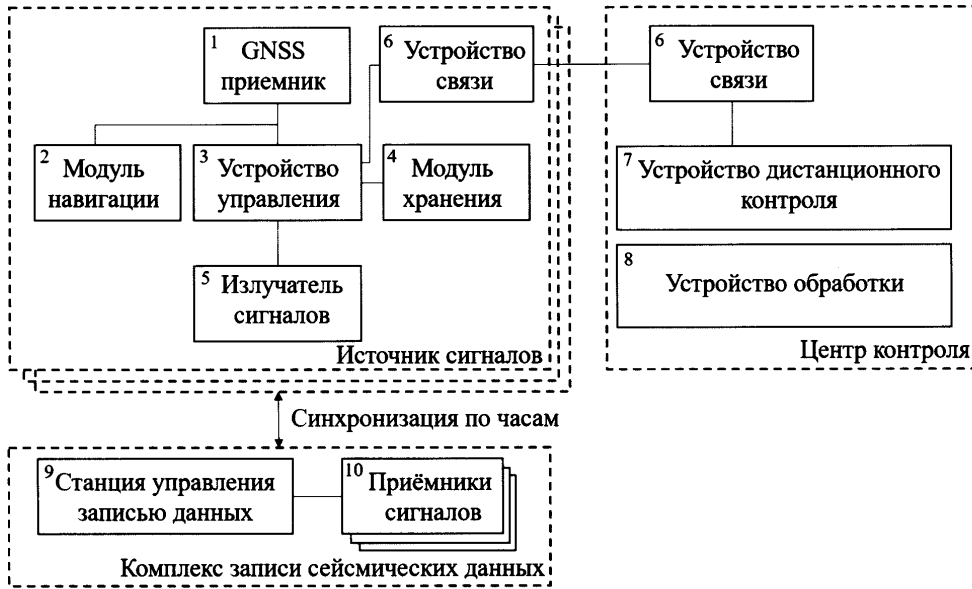 1 GNSS
приемник
6 Устройство
связи
2 Модуль
навигации
3 Устройство
управления
4 Модуль
хранения
5 Излучатель
сигналов
Источник сигналов
6 Устройство
связи
7 Устройство дистанционного
контроля
8 Устройство обработки
Центр контроля
Синхронизация по часам
9 Станция управления
записью данных
10 Приёмники
сигналов
Комплекс записи сейсмических данных